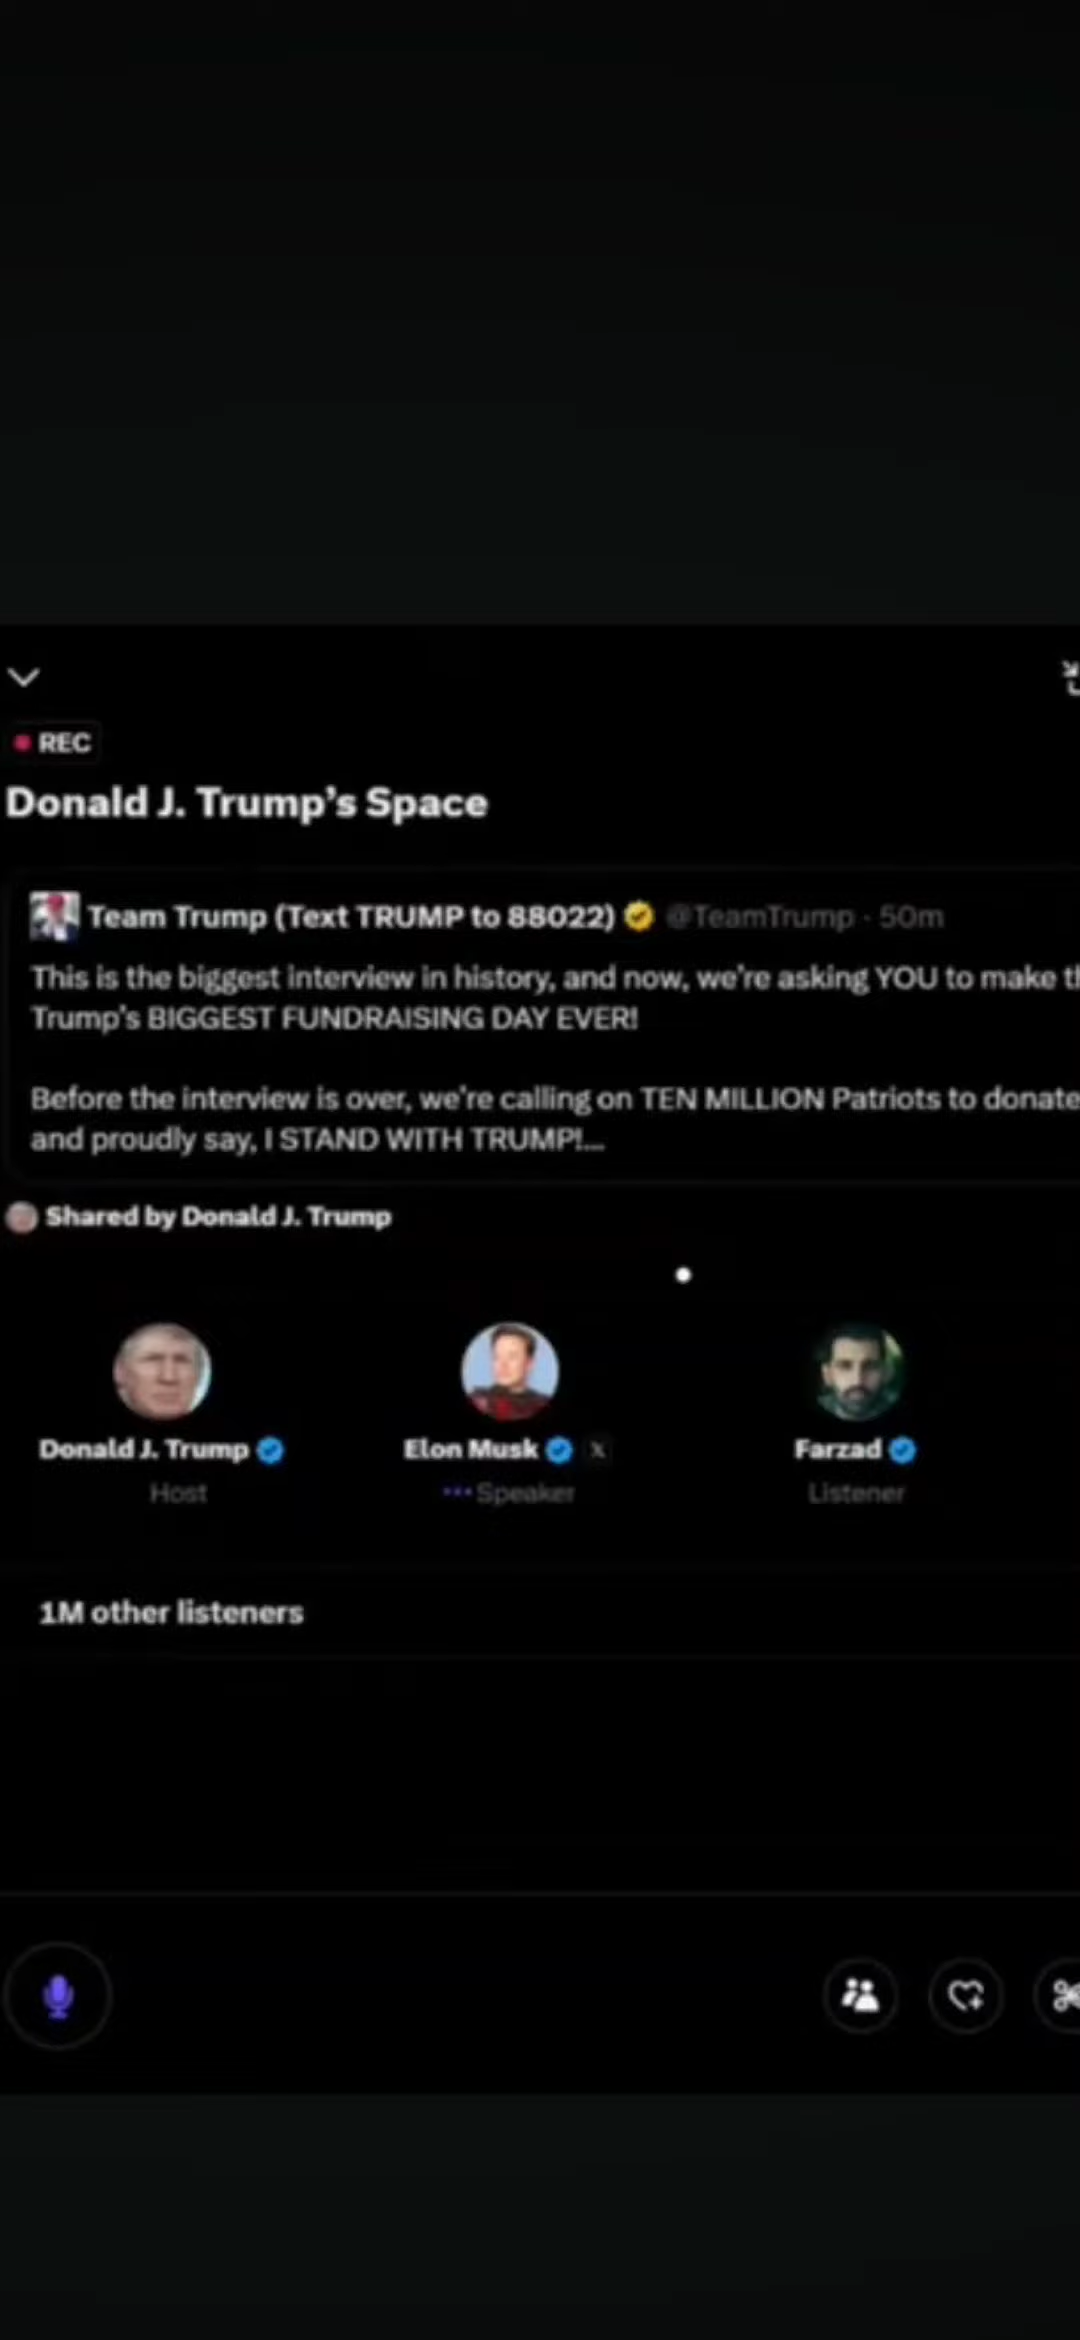 REC
Donald J. Trump's Space
Team Trump (Text TRUMP to 88022) @TeamTrump · 50m
This is the biggest interview in history, and now, we're asking YOU to make
Trump's BIGGEST FUNDRAISING DAY EVER!
Before the interview is over, we're calling on TEN MILLION Patriots to donate
and proudly say, I STAND WITH TRUMP!...
Shared by Donald J. Trump
Donald J. Trump Elon Musk X Farzad
Host Speaker Listener
1M other listeners